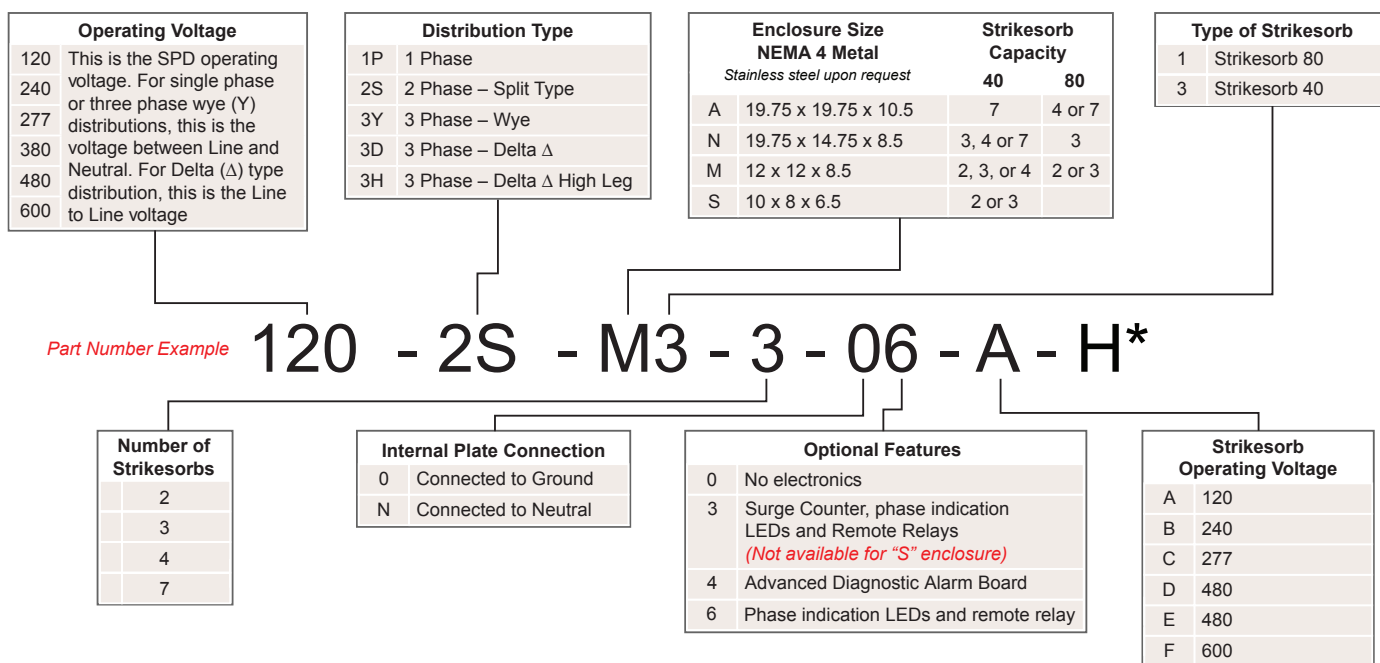 Operating Voltage
120
240
277
380
480
600
This is the SPD operating
voltage. For single phase
or three phase wye (Y)
distributions, this is the
voltage between Line and
Neutral. For Delta (Δ) type
distribution, this is the Line
to Line voltage
Distribution Type
1P 1 Phase
2S 2 Phase – Split Type
3Y 3 Phase – Wye
3D 3 Phase – Delta Δ
3H 3 Phase – Delta Δ High Leg
Enclosure Size
NEMA 4 Metal
Stainless steel upon request
Strikesorb
Capacity
40 80
A 19.75 x 19.75 x 10.5 7 4 or 7
N 19.75 x 14.75 x 8.5 3, 4 or 7 3
M 12 x 12 x 8.5 2, 3, or 4 2 or 3
S 10 x 8 x 6.5 2 or 3
Type of Strikesorb
1 Strikesorb 80
3 Strikesorb 40
Part Number Example 120 - 2S - M3 - 3 - 06 - A - H*
Number of
Strikesorbs
2
3
4
7
Internal Plate Connection
0 Connected to Ground
N Connected to Neutral
Optional Features
0 No electronics
3 Surge Counter, phase indication
LEDs and Remote Relays
(Not available for “S” enclosure)
4 Advanced Diagnostic Alarm Board
6 Phase indication LEDs and remote relay
Strikesorb
Operating Voltage
A 120
B 240
C 277
D 480
E 480
F 600